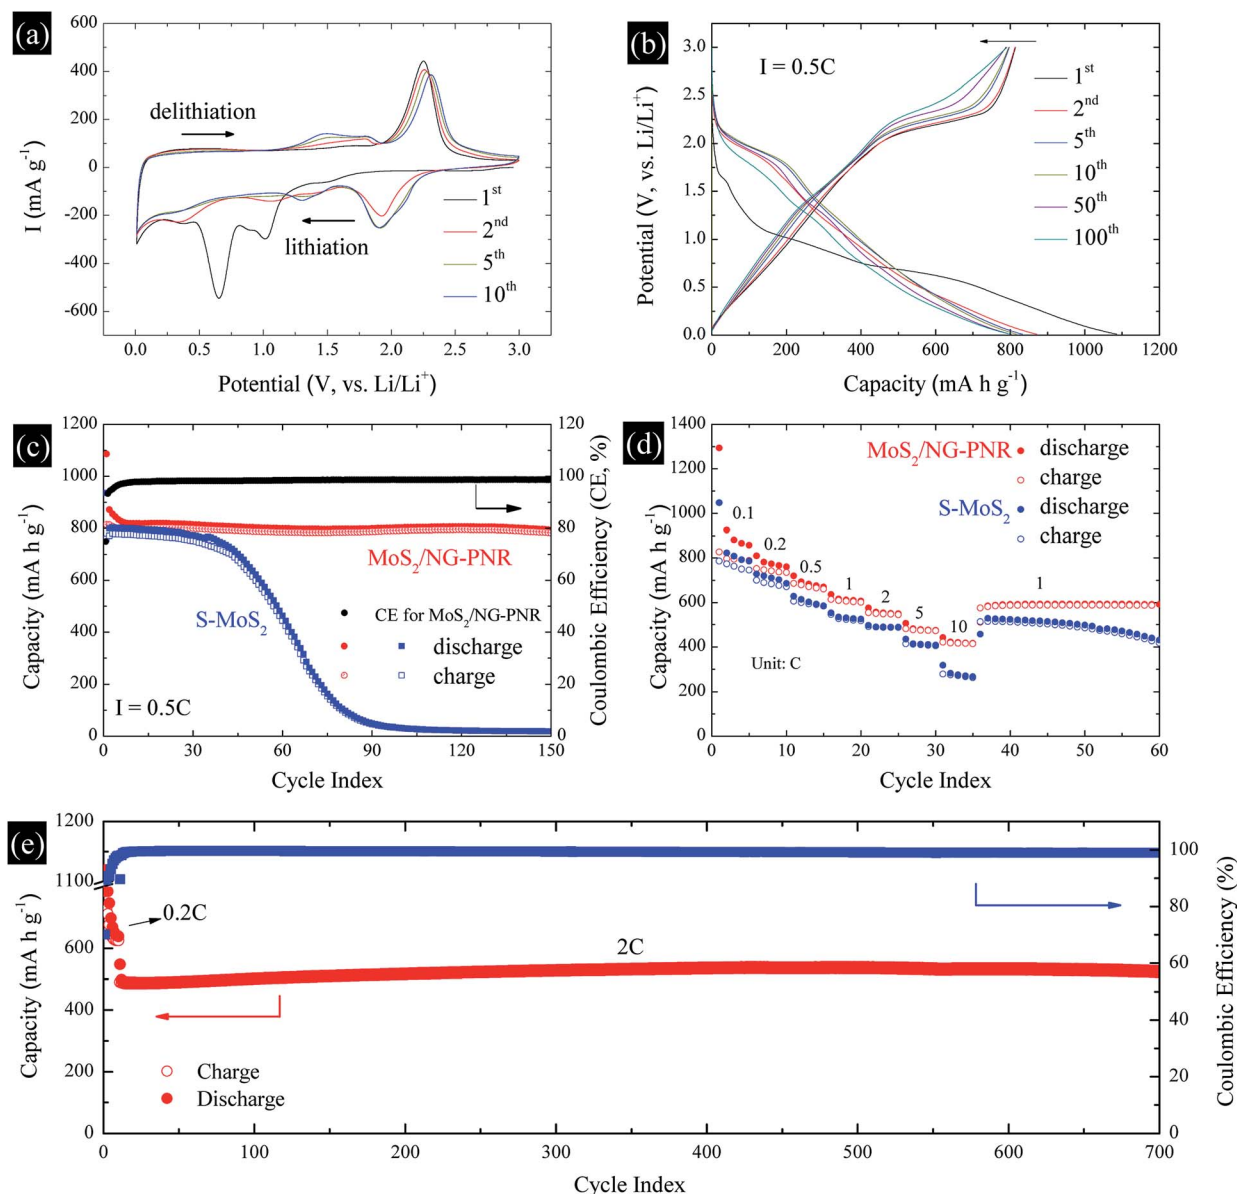 (a)
600
400
200
0
-200
-400
-600
I (mA g⁻¹)
delithiation
lithiation
1ˢᵗ
2ⁿᵈ
5ᵗʰ
10ᵗʰ
0.0 0.5 1.0 1.5 2.0 2.5 3.0
Potential (V, vs. Li/Li⁺)
(b)
3.0
2.5
2.0
1.5
1.0
0.5
0.0
Potential (V, vs. Li/Li⁺)
I = 0.5C
1ˢᵗ
2ⁿᵈ
5ᵗʰ
10ᵗʰ
50ᵗʰ
100ᵗʰ
0 200 400 600 800 1000 1200
Capacity (mA h g⁻¹)
(c)
1200
1000
800
600
400
200
0
Capacity (mA h g⁻¹)
120
100
80
60
40
20
0
Coulombic Efficiency (CE, %)
MoS₂/NG-PNR
S-MoS₂
CE for MoS₂/NG-PNR
discharge
charge
I = 0.5C
0 30 60 90 120 150
Cycle Index
(d)
1400
1200
1000
800
600
400
200
0
Capacity (mA h g⁻¹)
MoS₂/NG-PNR
discharge
charge
S-MoS₂
discharge
charge
0.1
0.2
0.5
1
2
5
10
1
Unit: C
0 10 20 30 40 50 60
Cycle Index
(e)
1200
1100
600
400
200
0
Capacity (mA h g⁻¹)
0.2C
2C
Charge
Discharge
100
80
60
40
20
0
Coulombic Efficiency (%)
0 100 200 300 400 500 600 700
Cycle Index